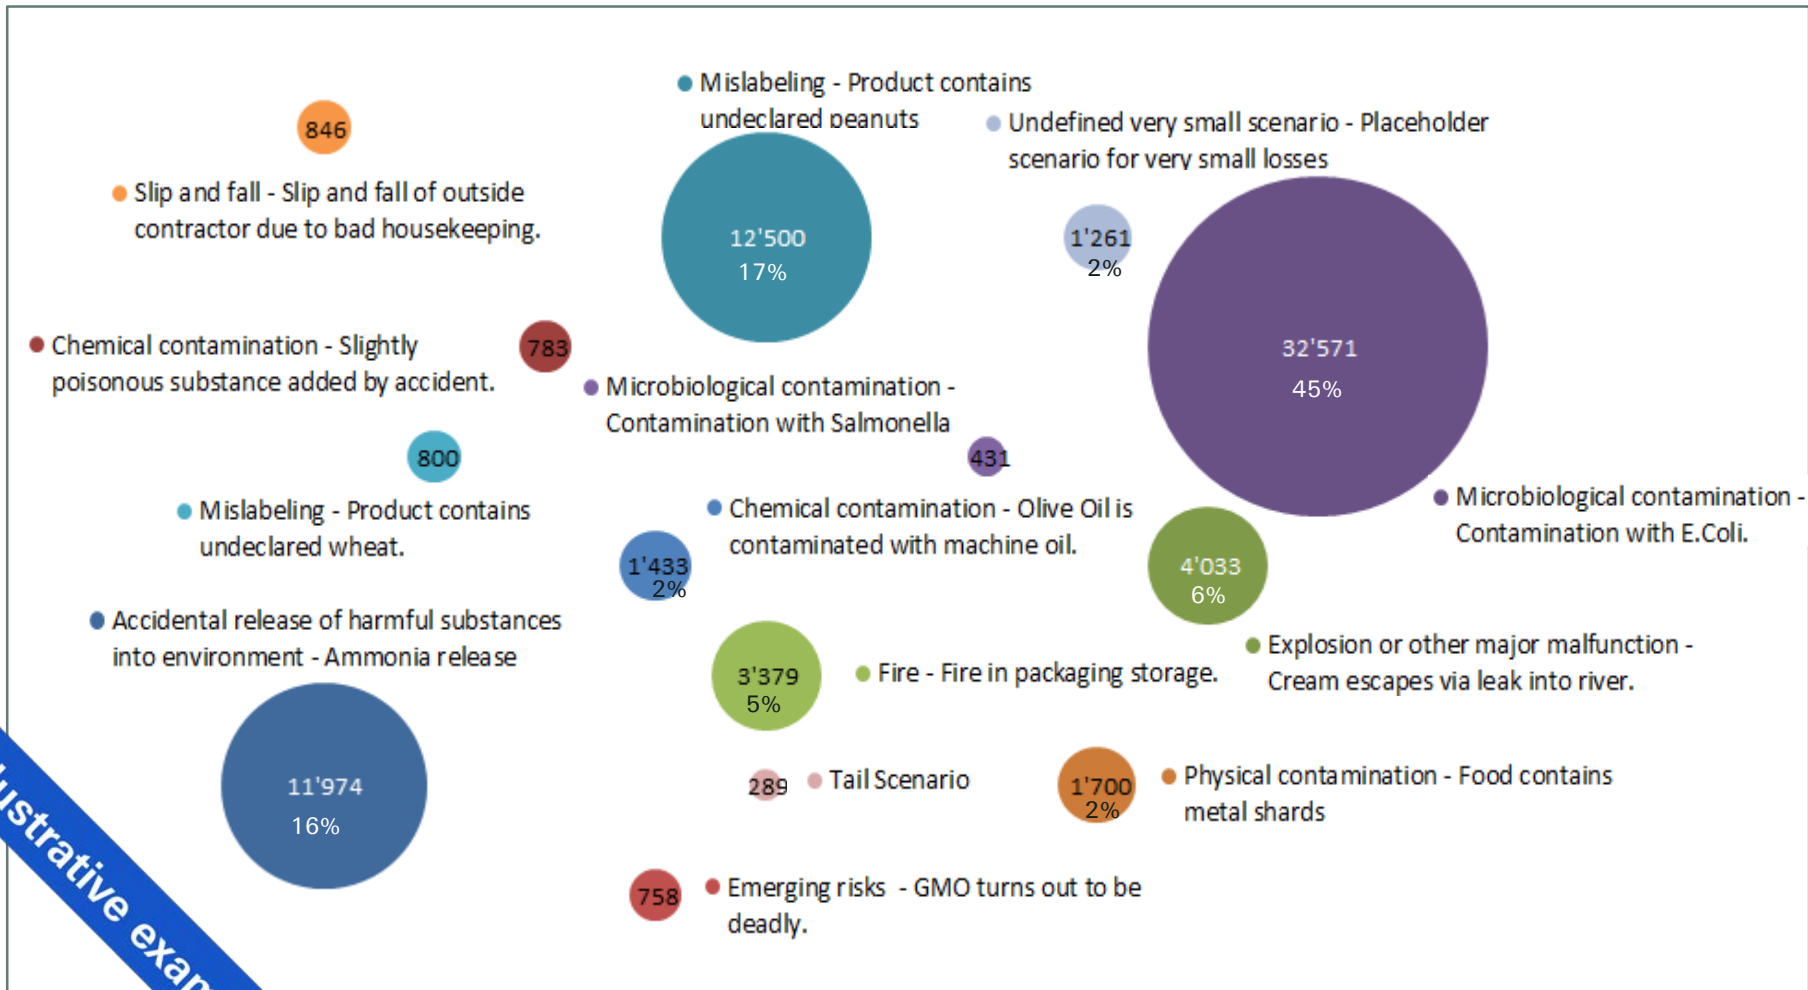 Mislabeling - Product contains
undeclared peanuts
12'500
17%
Undefined very small scenario - Placeholder
scenario for very small losses
1'261
2%
846
Slip and fall - Slip and fall of outside
contractor due to bad housekeeping.
32'571
45%
Microbiological contamination -
Contamination with E.Coli.
Chemical contamination - Slightly
poisonous substance added by accident.
783
Microbiological contamination -
Contamination with Salmonella
431
800
Mislabeling - Product contains
undeclared wheat.
Chemical contamination - Olive Oil is
contaminated with machine oil.
1'433
2%
4'033
6%
Explosion or other major malfunction -
Cream escapes via leak into river.
Accidental release of harmful substances
into environment - Ammonia release
11'974
16%
3'379
5%
Fire - Fire in packaging storage.
289
Tail Scenario
1'700
2%
Physical contamination - Food contains
metal shards
758
Emerging risks - GMO turns out to be
deadly.
lustrative exam